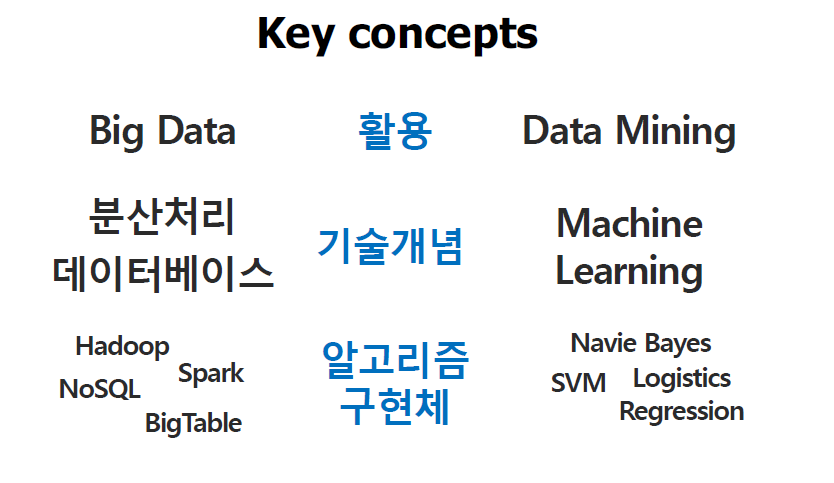 Key concepts
Big Data
활용
Data Mining
분산처리
데이터베이스
기술개념
Machine
Learning
Hadoop
Spark
NoSQL
BigTable
알고리즘
구현체
Navie Bayes
SVM
Logistics
Regression